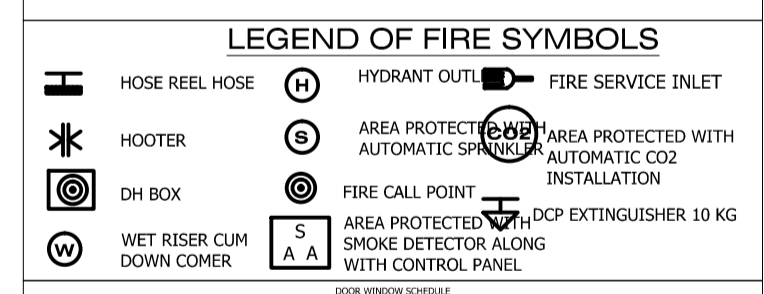 LEGEND OF FIRE SYMBOLS
HOSE REEL HOSE
H
HYDRANT OUTLET
FIRE SERVICE INLET
HOOTER
S
AREA PROTECTED WITH
AUTOMATIC SPRINKLER
CO2
AREA PROTECTED WITH
AUTOMATIC CO2
INSTALLATION
DH BOX
FIRE CALL POINT
DCP EXTINGUISHER 10 KG
W
WET RISER CUM
DOWN COMER
S
A A
AREA PROTECTED WITH
SMOKE DETECTOR ALONG
WITH CONTROL PANEL
DOOR WINDOW SCHEDULE